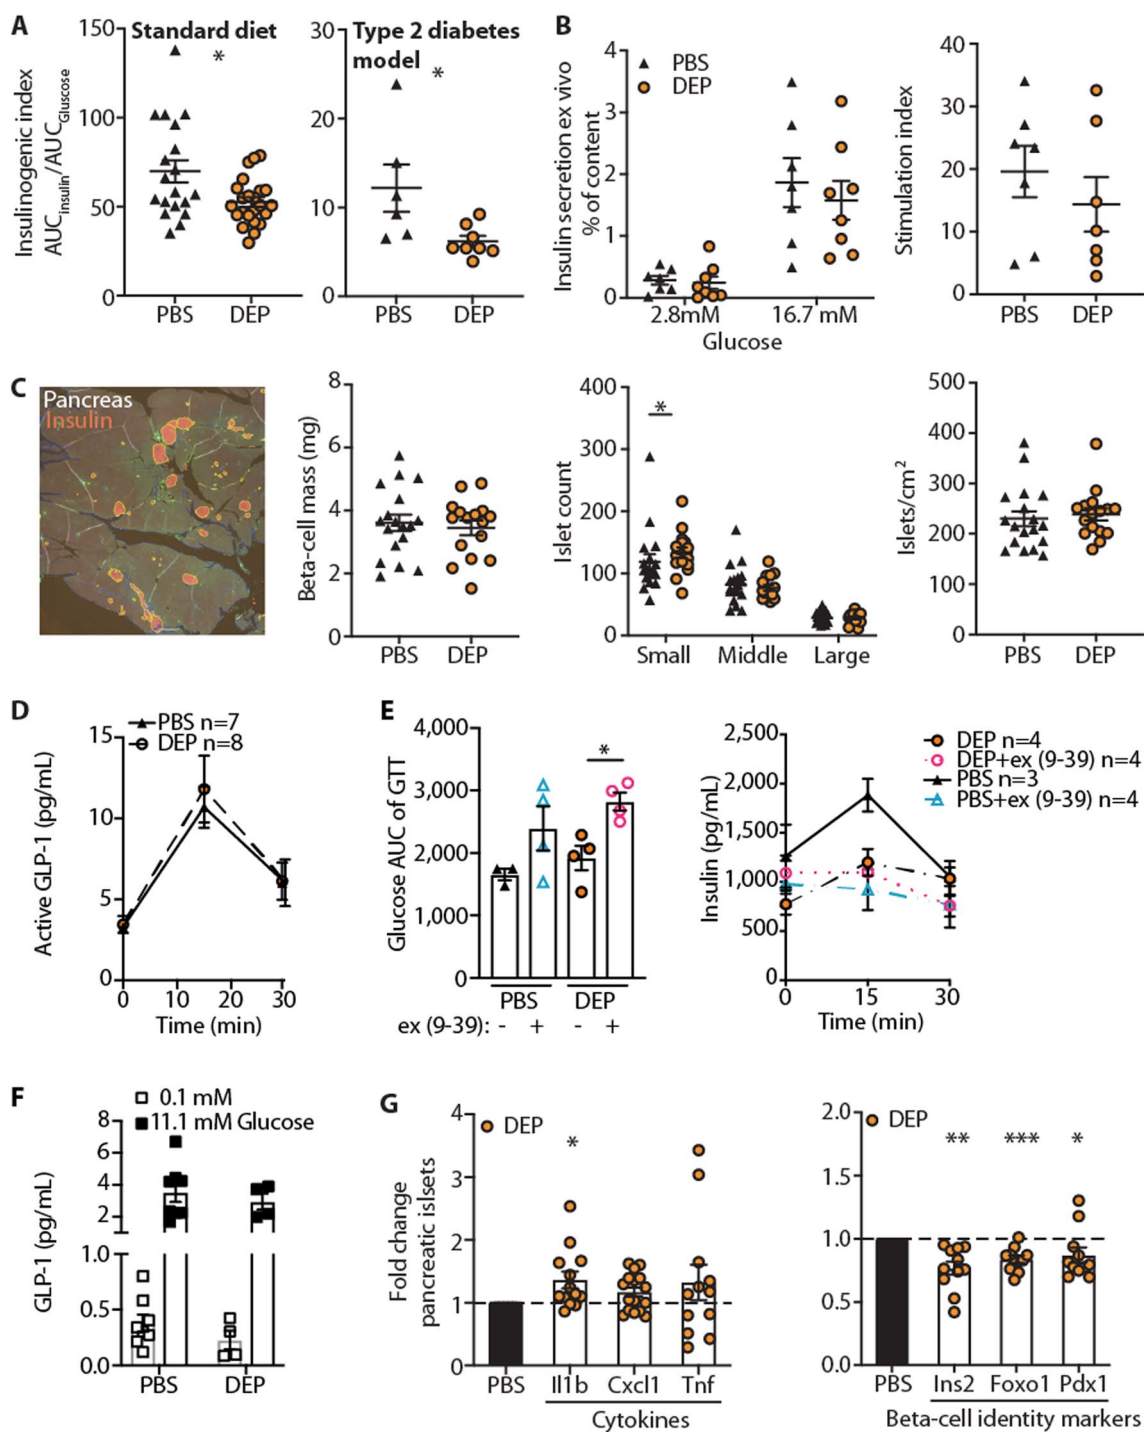 A
Standard diet
Type 2 diabetes
model
*
*
Insulinogenic index
AUCinsulin/AUCGluscose
150
100
50
0
PBS DEP
30
20
10
0
PBS DEP
B
PBS
DEP
Insulin secretion ex vivo
% of content
4
3
2
1
0
2.8mM 16.7 mM
Glucose
Stimulation index
40
30
20
10
0
PBS DEP
C
Pancreas
Insulin
Beta-cell mass (mg)
8
6
4
2
0
PBS DEP
Islet count
400
300
200
100
0
*
Small Middle Large
Islets/cm2
500
400
300
200
100
0
PBS DEP
D
PBS n=7
DEP n=8
Active GLP-1 (pg/mL)
15
10
5
0
0 10 20 30
Time (min)
E
Glucose AUC of GTT
4,000
3,000
2,000
1,000
0
*
PBS DEP
ex (9-39): - + - +
Insulin (pg/mL)
2,500
2,000
1,500
1,000
500
0
0 15 30
Time (min)
DEP n=4
DEP+ex (9-39) n=4
PBS n=3
PBS+ex (9-39) n=4
F
0.1 mM
11.1 mM Glucose
GLP-1 (pg/mL)
8
6
4
2
1.0
0.5
0.0
PBS DEP
G
DEP
Fold change
pancreatic islsets
4
3
2
1
0
*
PBS Il1b Cxcl1 Tnf
Cytokines
DEP
2.0
1.5
1.0
0.5
0.0
** *** *
PBS Ins2 Foxo1 Pdx1
Beta-cell identity markers